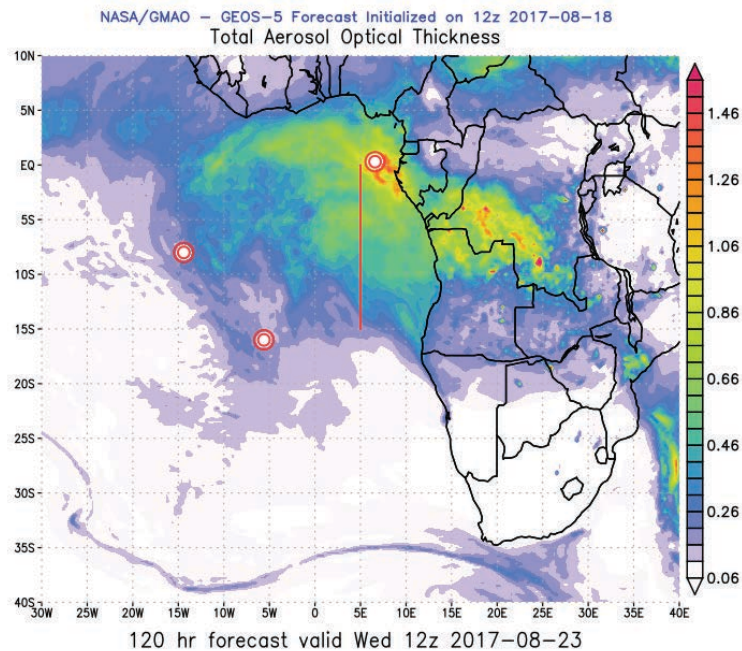 NASA/GMAO - GEOS-5 Forecast Initialized on 12z 2017-08-18
Total Aerosol Optical Thickness
10N
5N
EQ
5S
10S
15S
20S
25S
30S
35S
40S
30W 25W 20W 15W 10W 5W 0 5E 10E 15E 20E 25E 30E 35E 40E
1.46
1.26
1.06
0.86
0.66
0.46
0.26
0.06
120 hr forecast valid Wed 12z 2017-08-23